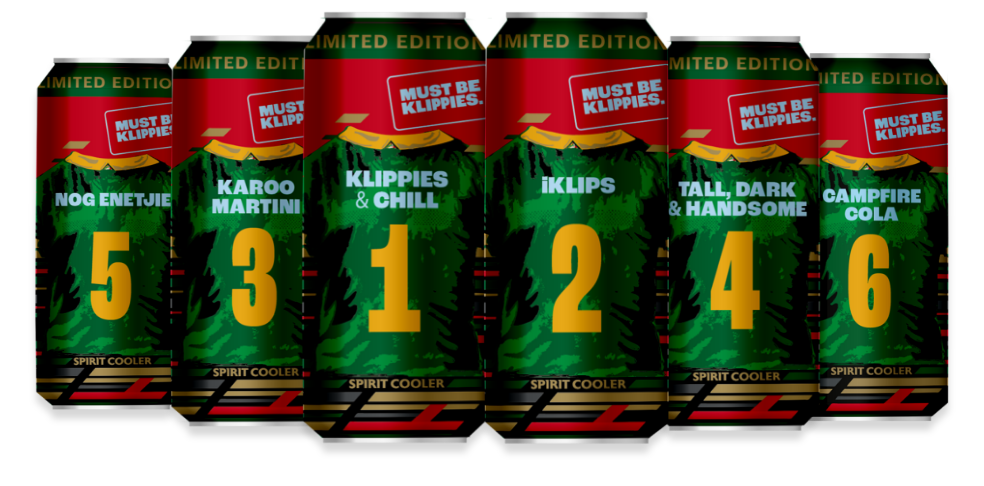 LIMITED EDITION
MUST BE
KLIPPIES.
NOG ENETJIE
5
SPIRIT COOLER
LIMITED EDITION
MUST BE
KLIPPIES.
KAROO
MARTINI
3
SPIRIT COOLER
LIMITED EDITION
MUST BE
KLIPPIES.
KLIPPIES
& CHILL
1
SPIRIT COOLER
LIMITED EDITION
MUST BE
KLIPPIES.
iKLIPS
2
SPIRIT COOLER
LIMITED EDITION
MUST BE
KLIPPIES.
TALL, DARK
& HANDSOME
4
SPIRIT COOLER
LIMITED EDITION
MUST BE
KLIPPIES.
CAMPFIRE
COLA
6
SPIRIT COOLER